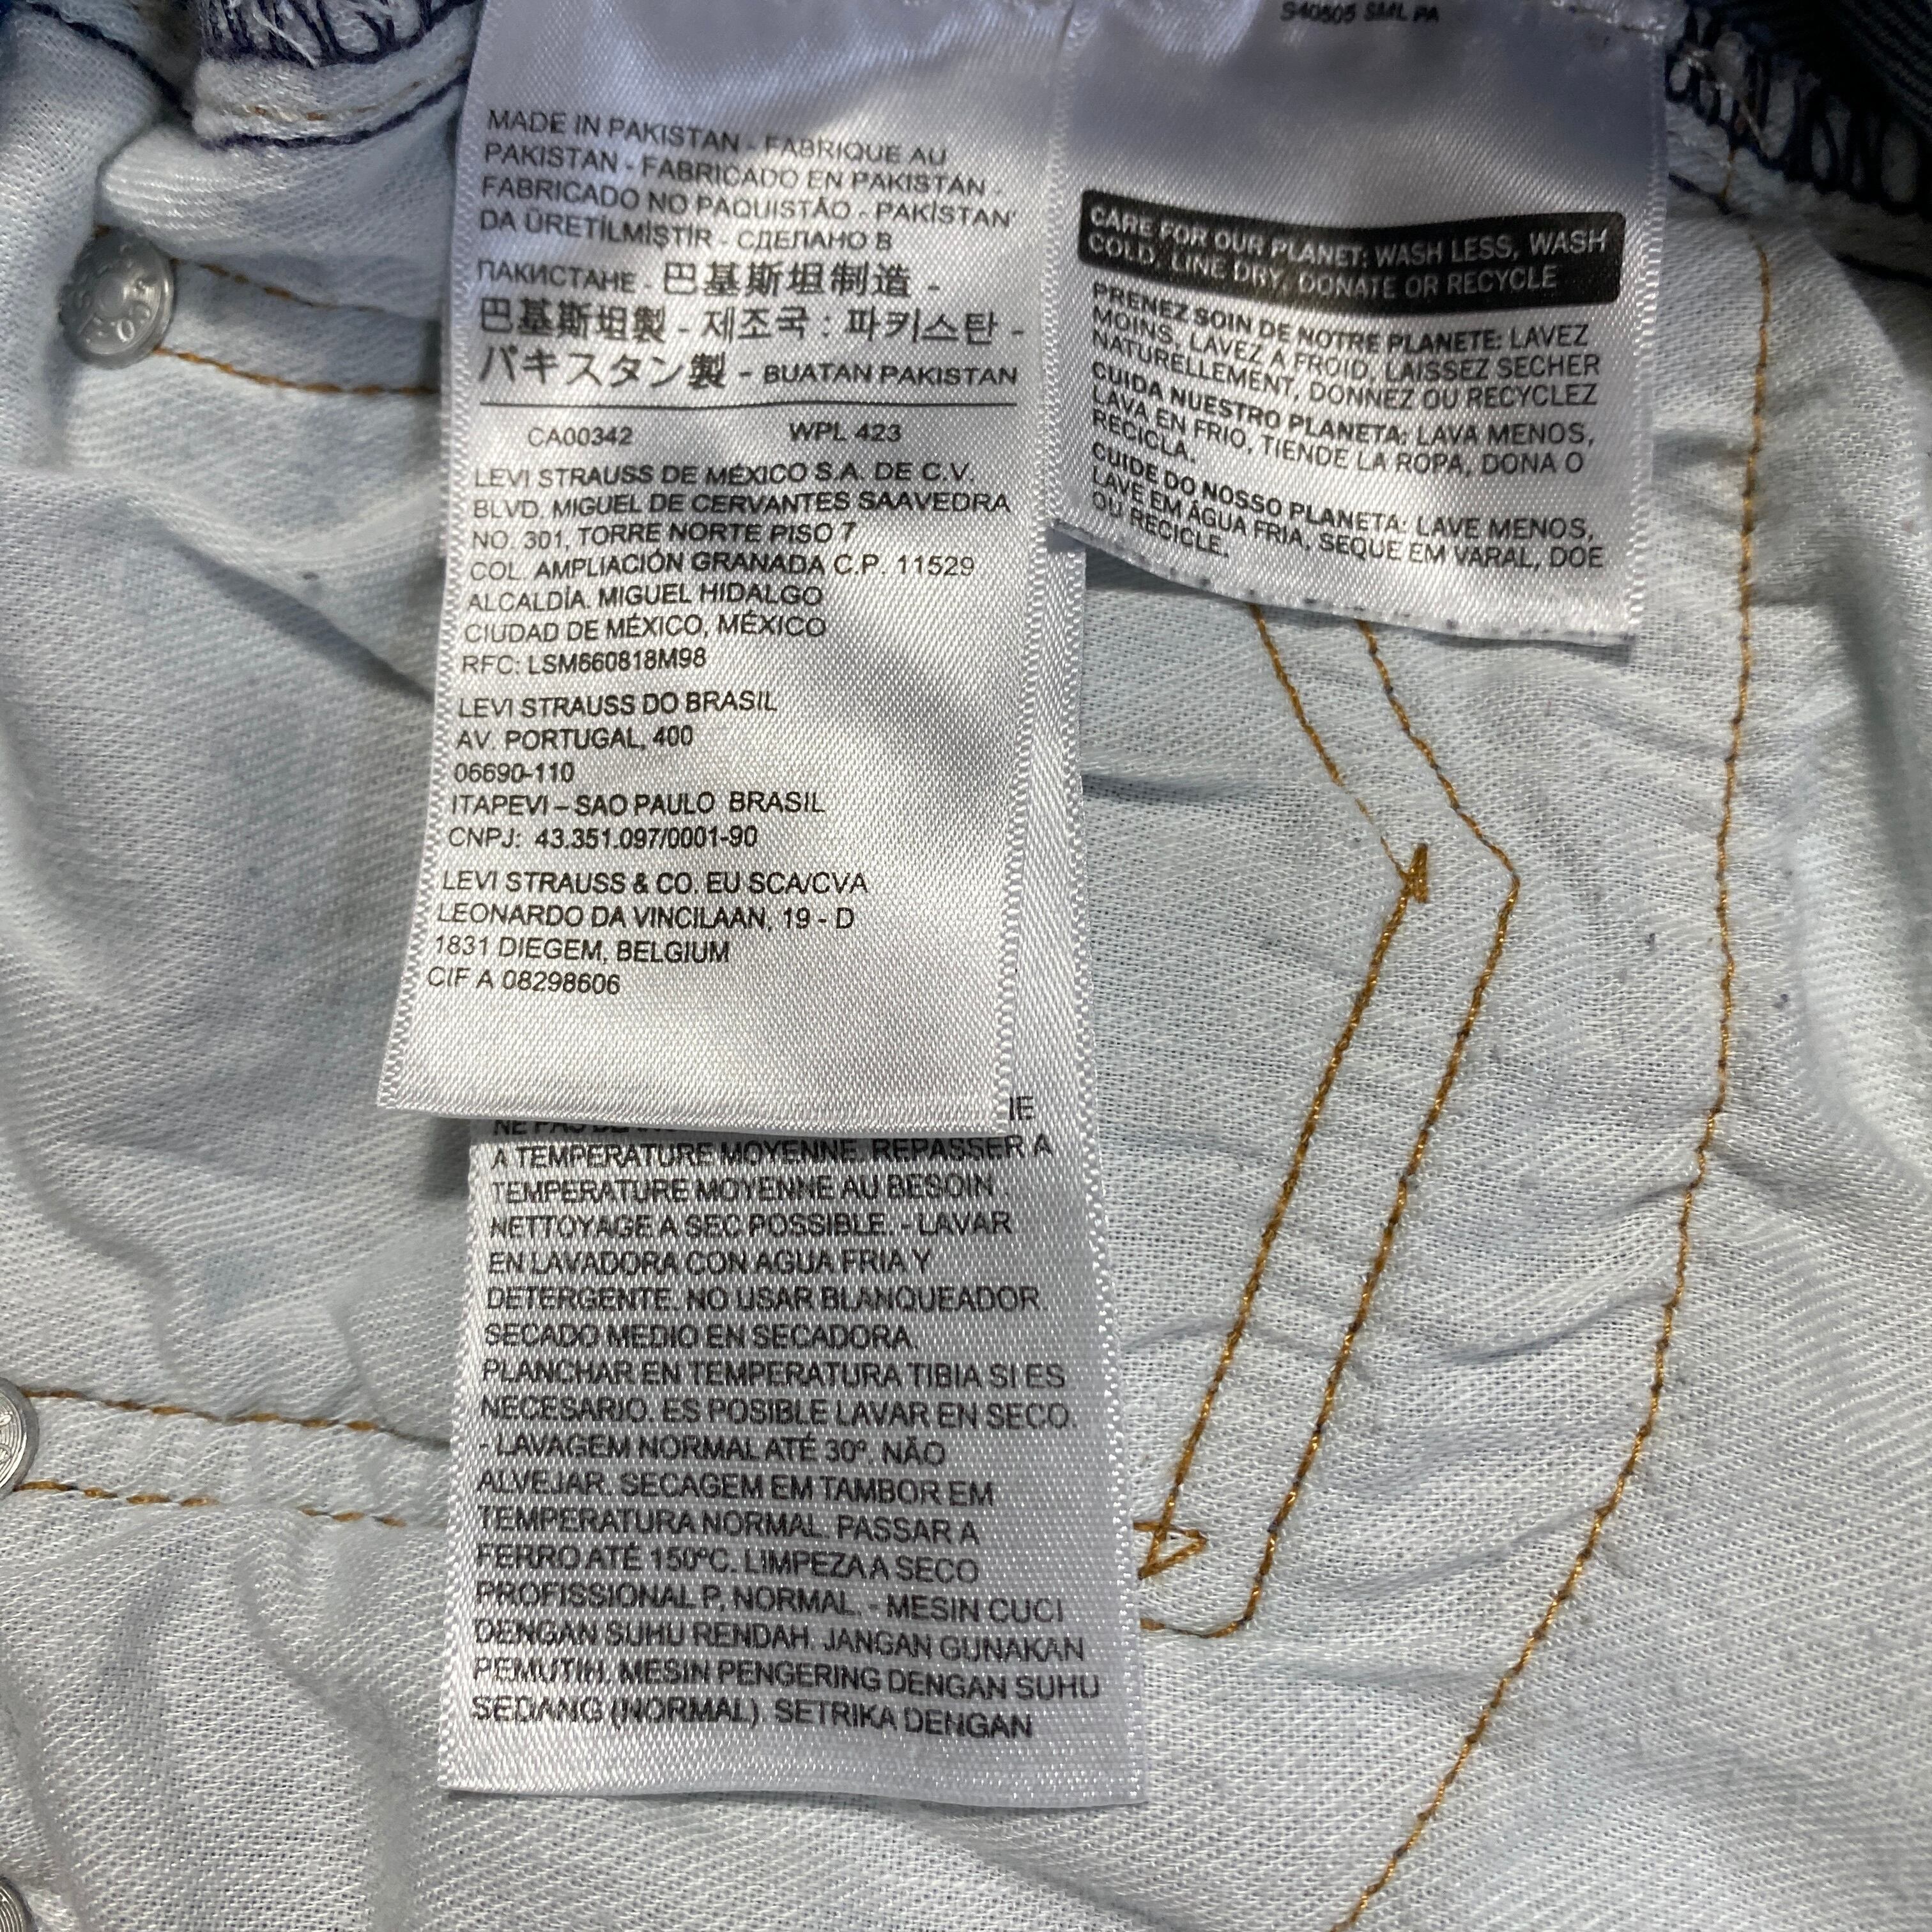 MADE IN PAKISTAN - FABRIQUE AU
PAKISTAN - FABRICADO EN PAKISTÁN -
FABRICADO NO PAQUISTÃO - PAKİSTAN'
DA ÜRETİLMİŞTİR - СДЕЛАНО В
ПАКИСТАНЕ - 巴基斯坦制造 -
巴基斯坦製 - 제조국 : 파키스탄 -
パキスタン製 - BUATAN PAKISTAN
CA00342 WPL 423
LEVI STRAUSS DE MÉXICO S.A. DE C.V.
BLVD. MIGUEL DE CERVANTES SAAVEDRA
NO. 301, TORRE NORTE PISO 7
COL. AMPLIACIÓN GRANADA C.P. 11529
ALCALDÍA. MIGUEL HIDALGO
CIUDAD DE MÉXICO, MÉXICO
RFC: LSM660818M98
LEVI STRAUSS DO BRASIL
AV. PORTUGAL, 400
06690-110
ITAPEVI – SAO PAULO BRASIL
CNPJ: 43.351.097/0001-90
LEVI STRAUSS & CO. EU SCA/CVA
LEONARDO DA VINCILAAN, 19 - D
1831 DIEGEM, BELGIUM
CIF A 08298606
NE PAS
A TEMPERATURE MOYENNE. REPASSER A
TEMPERATURE MOYENNE AU BESOIN.
NETTOYAGE A SEC POSSIBLE. - LAVAR
EN LAVADORA CON AGUA FRIA Y
DETERGENTE. NO USAR BLANQUEADOR.
SECADO MEDIO EN SECADORA.
PLANCHAR EN TEMPERATURA TIBIA SI ES
NECESARIO. ES POSIBLE LAVAR EN SECO.
- LAVAGEM NORMAL ATÉ 30º. NÃO
ALVEJAR. SECAGEM EM TAMBOR EM
TEMPERATURA NORMAL. PASSAR A
FERRO ATÉ 150ºC. LIMPEZA A SECO
PROFISSIONAL P, NORMAL. - MESIN CUCI
DENGAN SUHU RENDAH. JANGAN GUNAKAN
PEMUTIH. MESIN PENGERING DENGAN SUHU
SEDANG (NORMAL) SETRIKA DENGAN
S40505 SML PA
CARE FOR OUR PLANET: WASH LESS, WASH
COLD, LINE DRY, DONATE OR RECYCLE
PRENEZ SOIN DE NOTRE PLANETE: LAVEZ
MOINS, LAVEZ A FROID, LAISSEZ SECHER
NATURELLEMENT, DONNEZ OU RECYCLEZ
CUIDA NUESTRO PLANETA: LAVA MENOS,
LAVA EN FRIO, TIENDE LA ROPA, DONA O
RECICLA.
CUIDE DO NOSSO PLANETA: LAVE MENOS,
LAVE EM ÁGUA FRIA, SEQUE EM VARAL, DOE
OU RECICLE.